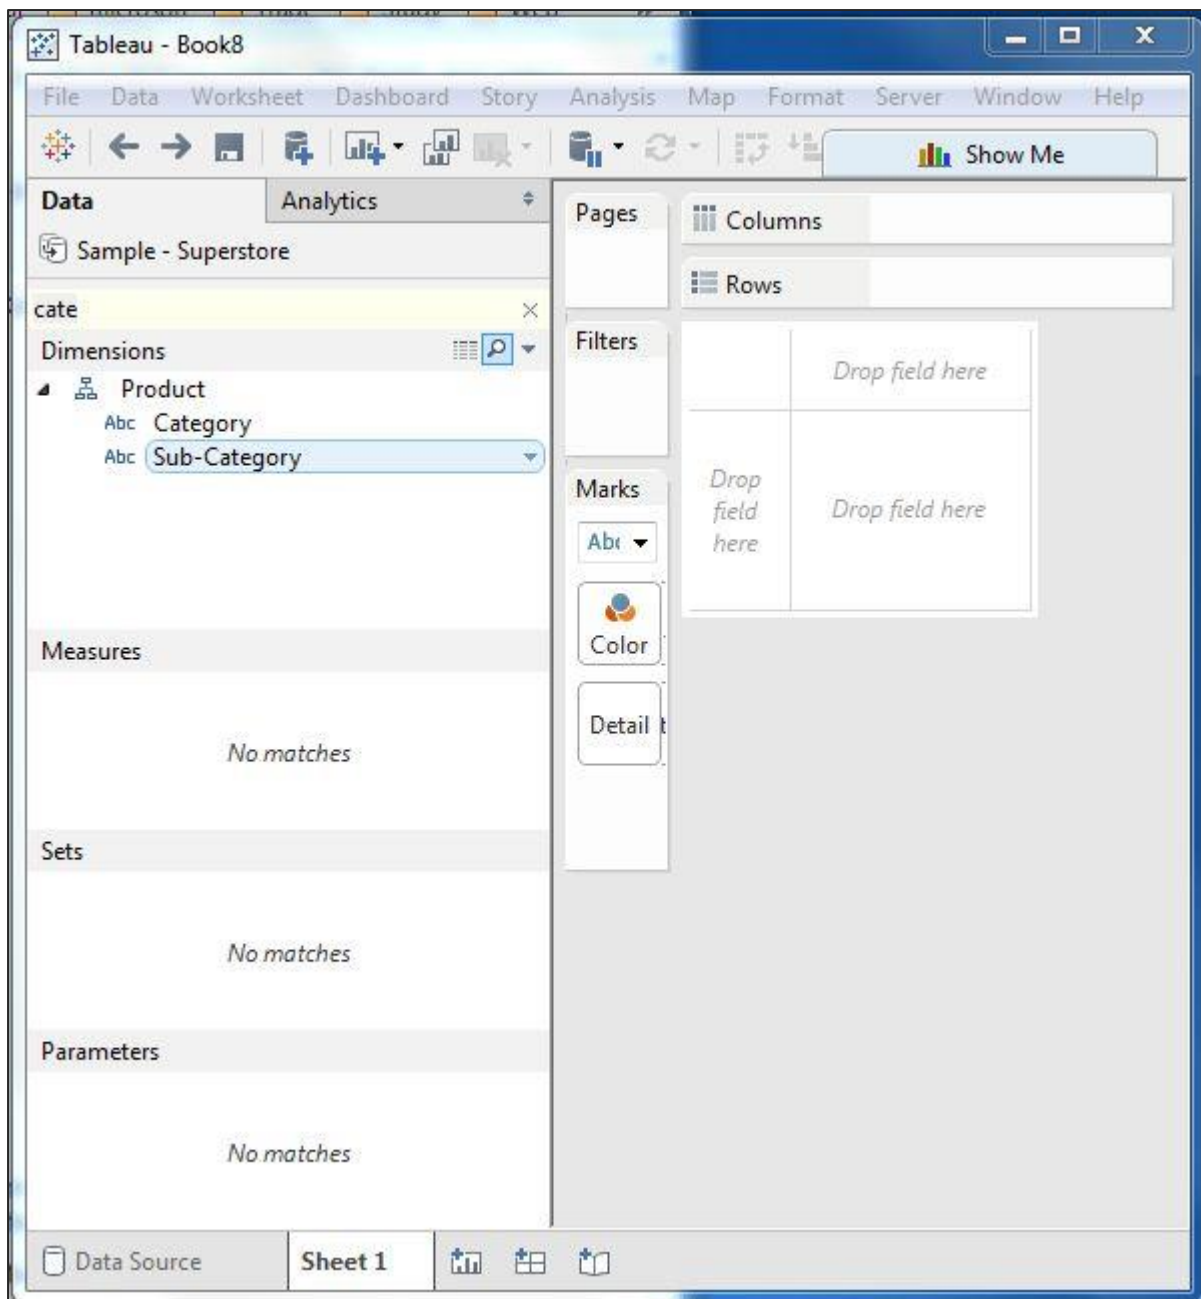 Tableau - Book8
File Data Worksheet Dashboard Story Analysis Map Format Server Window Help
Show Me
Data Analytics
Sample - Superstore
cate
Dimensions
Product
Abc Category
Abc Sub-Category
Measures
No matches
Sets
No matches
Parameters
No matches
Pages
Columns
Rows
Filters
Drop field here
Drop
field
here
Drop field here
Marks
Abc
Color
Detail
Data Source Sheet 1